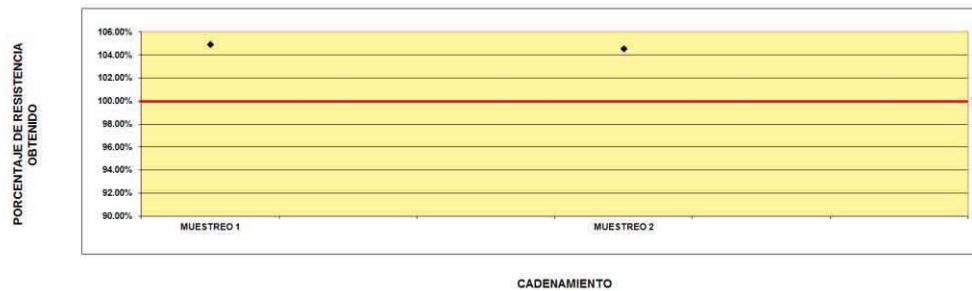 PORCENTAJE DE RESISTENCIA
OBTENIDO
106.00%
104.00%
102.00%
100.00%
98.00%
96.00%
94.00%
92.00%
90.00%
MUESTREO 1
MUESTREO 2
CADENAMIENTO